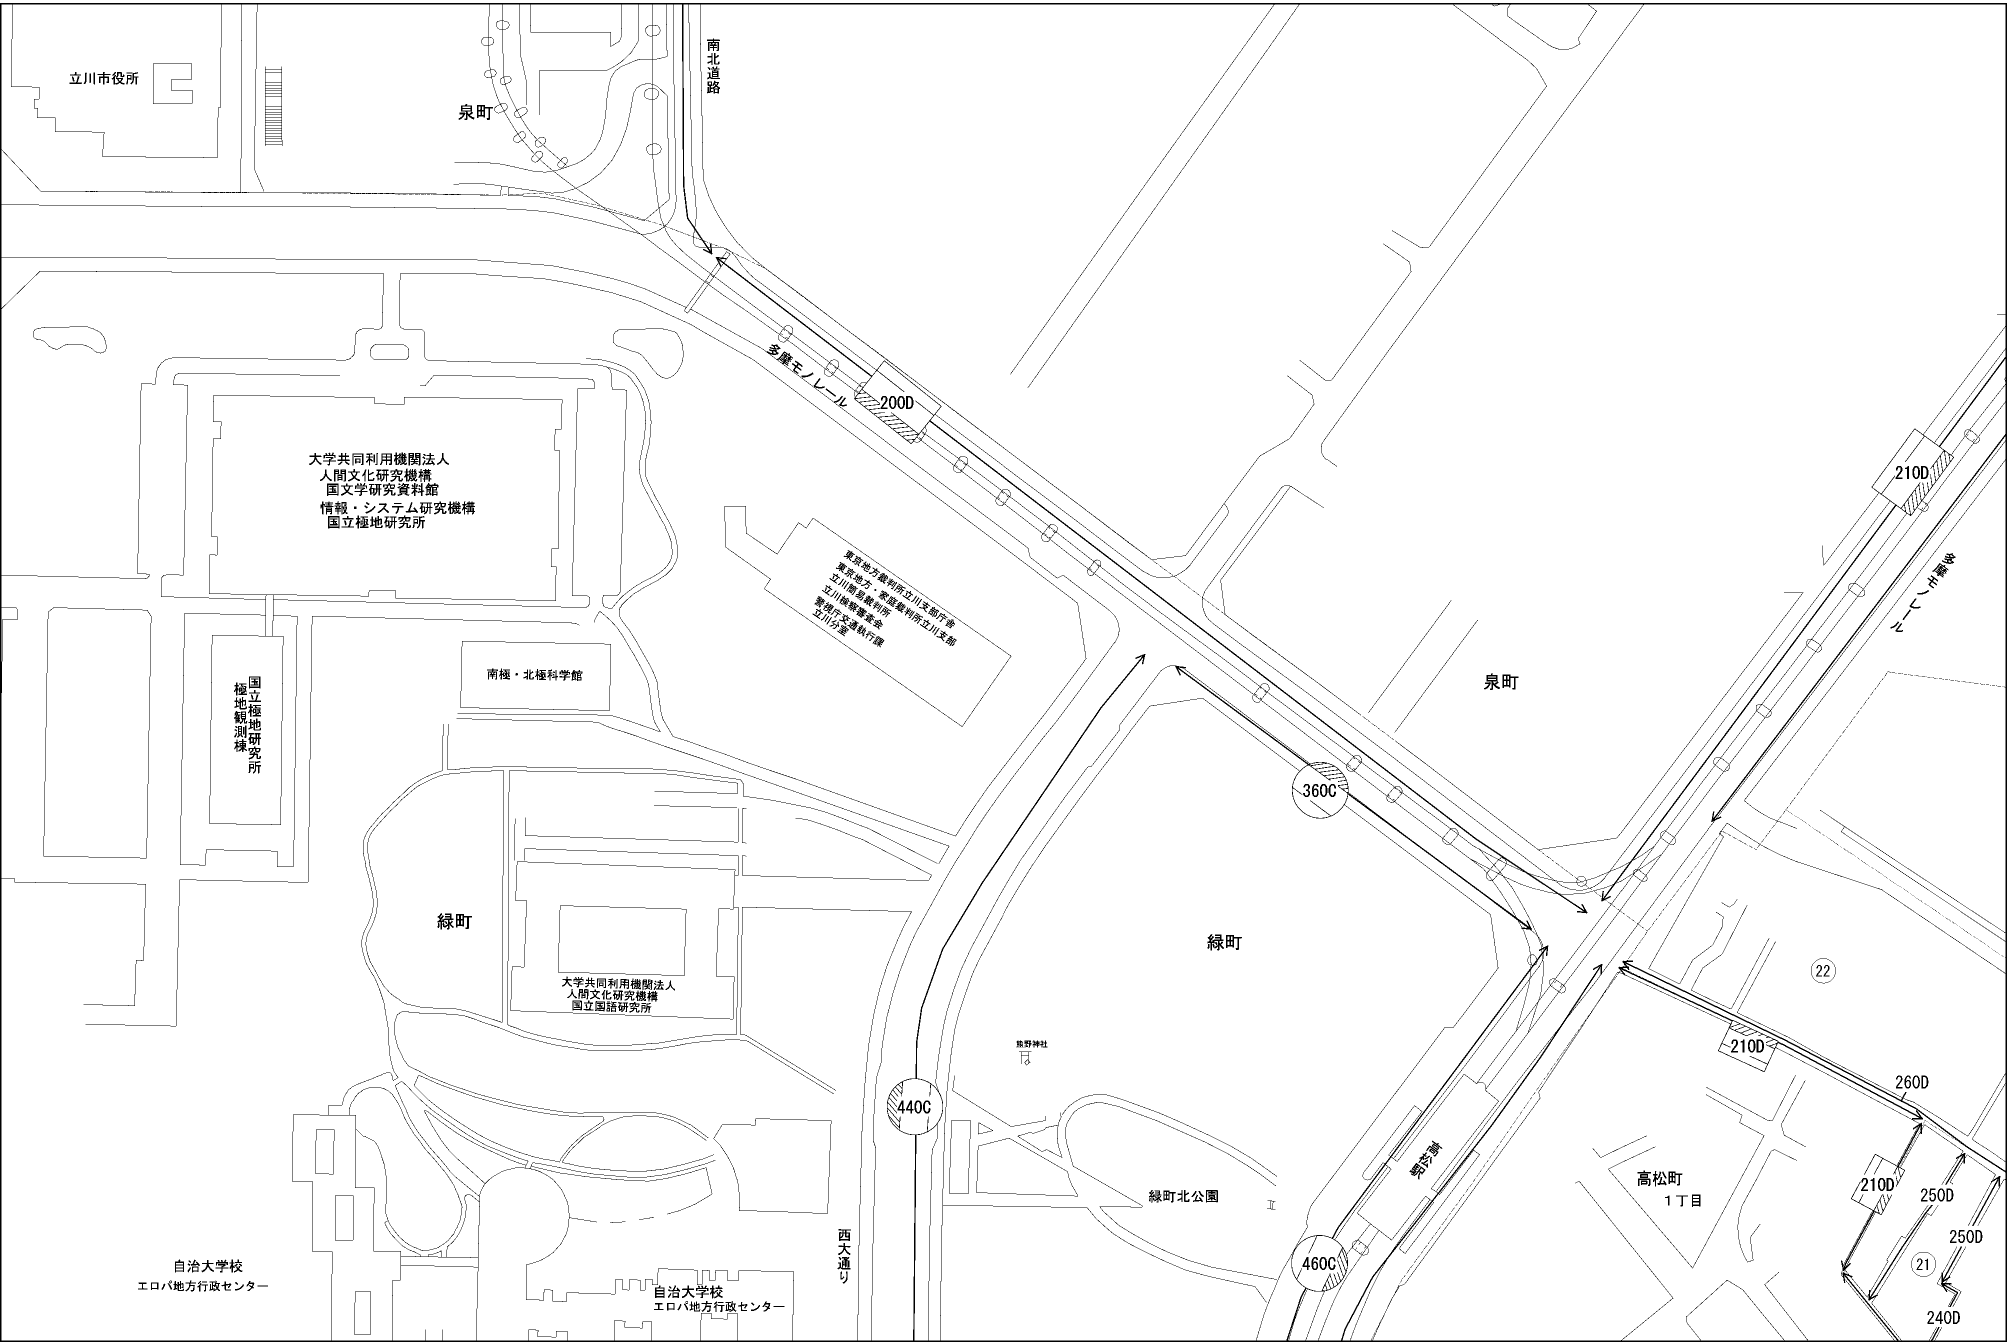 南北道路
立川市役所
泉町
多摩モノレール
200D
210D
大学共同利用機関法人
人間文化研究機構
国文学研究資料館
情報・システム研究機構
国立極地研究所
東京地方裁判所立川支部庁舎
東京地方・家庭裁判所立川支部
立川簡易裁判所
立川検察審査会
警視庁交通執行課
立川分室
多摩モノレール
南極・北極科学館
国立極地研究所
極地観測棟
泉町
360C
緑町
緑町
22
大学共同利用機関法人
人間文化研究機構
国立国語研究所
熊野神社
210D
260D
440C
高松駅
高松町
1丁目
210D
250D
緑町北公園
250D
西大通り
460C
21
自治大学校
エロパ地方行政センター
自治大学校
エロパ地方行政センター
240D